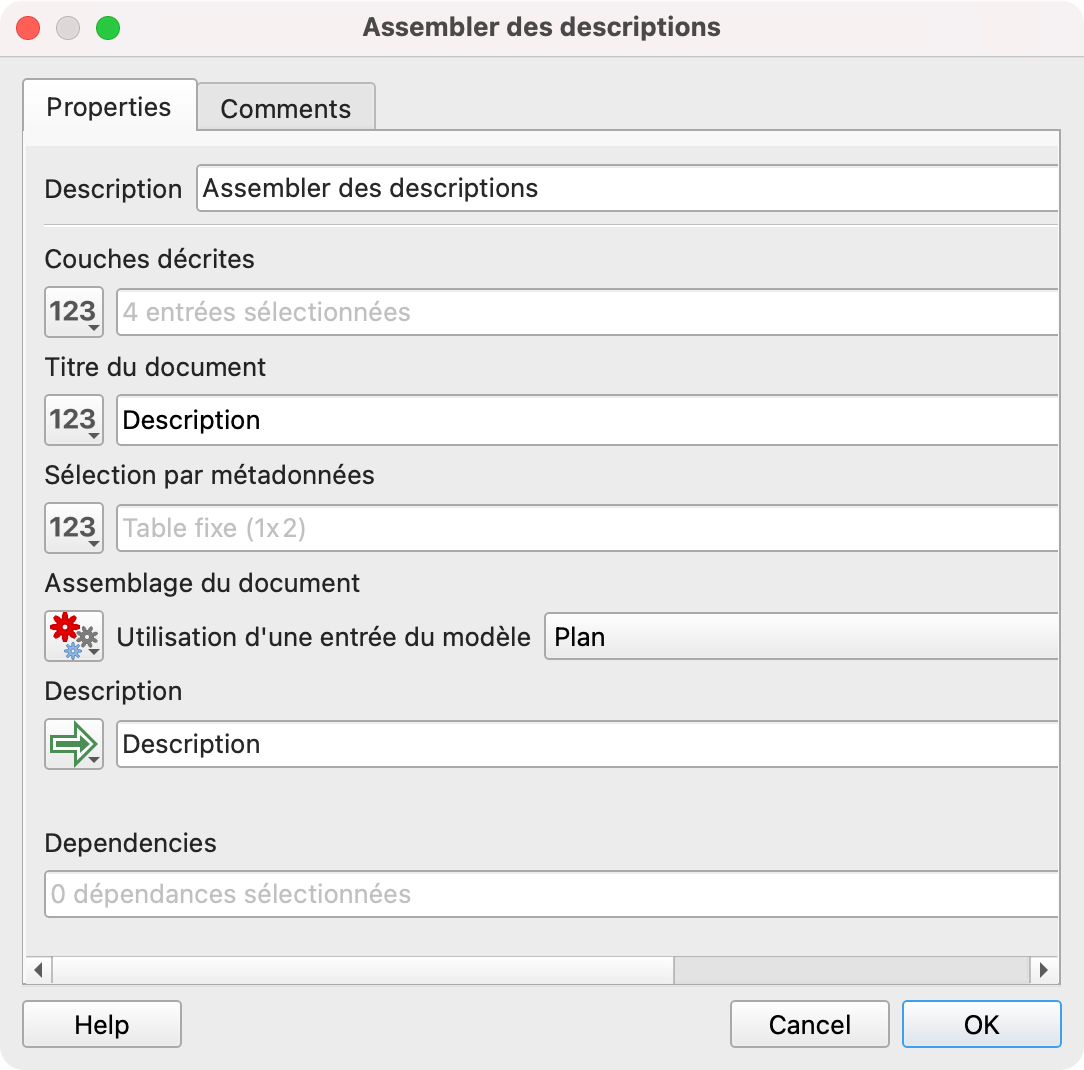 Assembler des descriptions
Properties Comments
Description Assembler des descriptions
Couches décrites
123 4 entrées sélectionnées
Titre du document
123 Description
Sélection par métadonnées
123 Table fixe (1x2)
Assemblage du document
Utilisation d'une entrée du modèle Plan
Description
Description
Dependencies
0 dépendances sélectionnées
Help Cancel OK